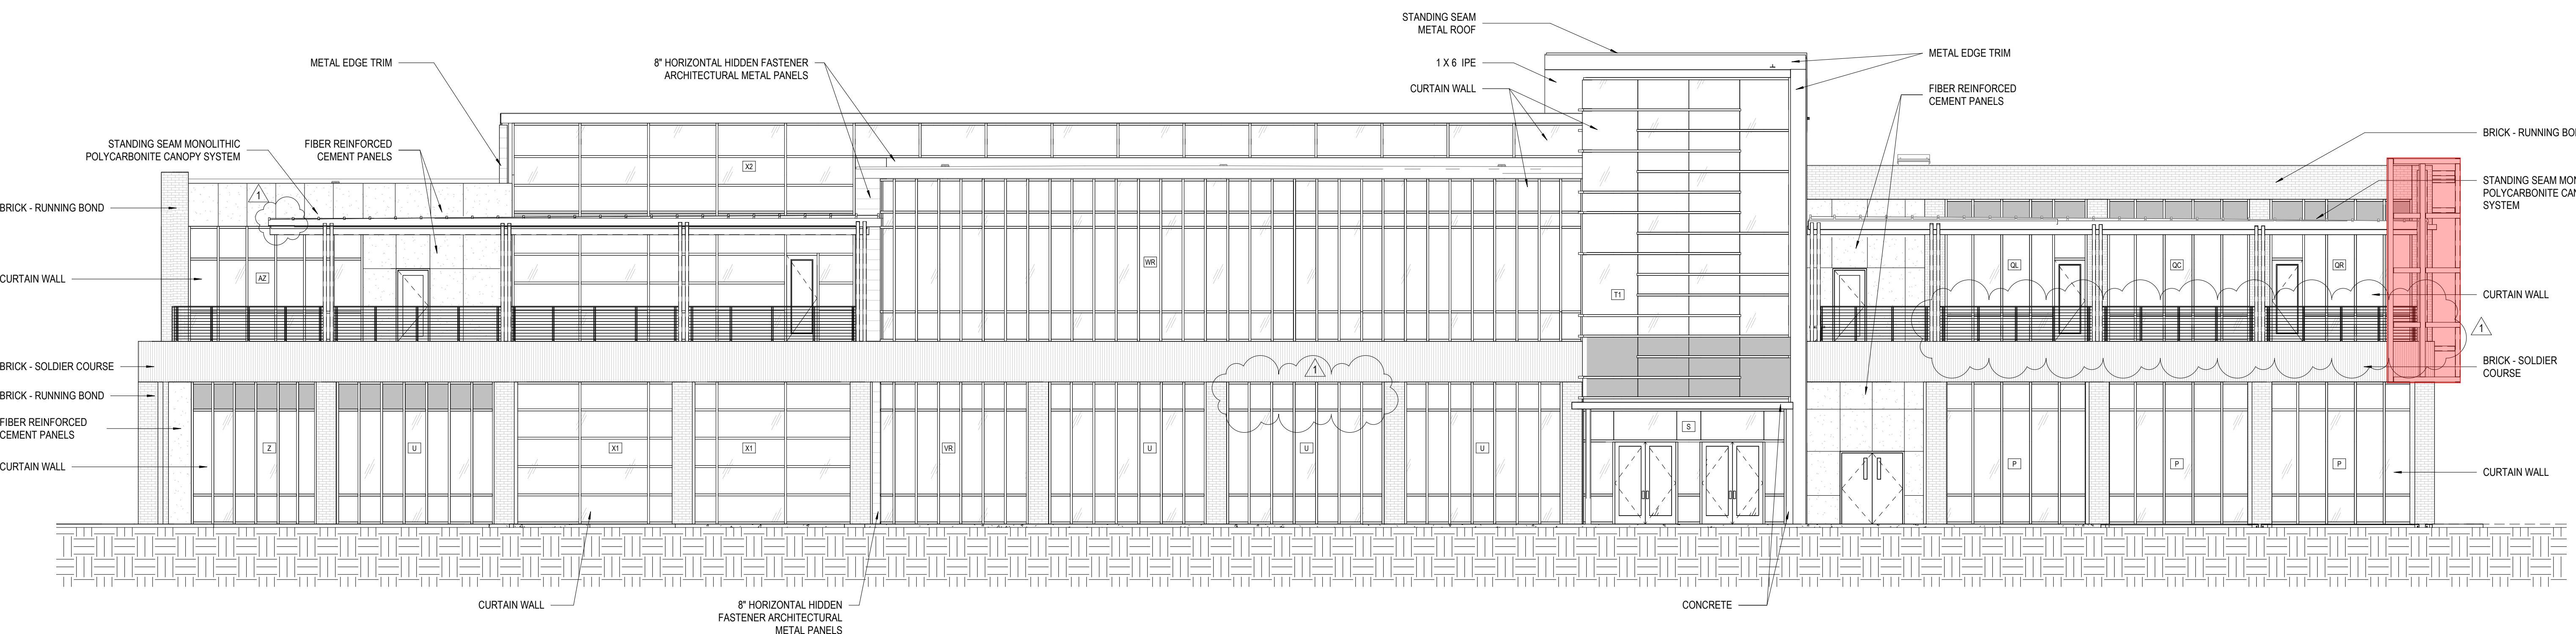 STANDING SEAM
METAL ROOF
METAL EDGE TRIM
8" HORIZONTAL HIDDEN FASTENER
ARCHITECTURAL METAL PANELS
1 X 6 IPE
CURTAIN WALL
METAL EDGE TRIM
FIBER REINFORCED
CEMENT PANELS
STANDING SEAM MONOLITHIC
POLYCARBONITE CANOPY SYSTEM
FIBER REINFORCED
CEMENT PANELS
BRICK - RUNNING BO
STANDING SEAM MON
POLYCARBONITE CAN
SYSTEM
BRICK - RUNNING BOND
1
X2
CURTAIN WALL
AZ
WR
T1
QL
QC
QR
CURTAIN WALL
1
BRICK - SOLDIER COURSE
1
BRICK - SOLDIER
COURSE
BRICK - RUNNING BOND
FIBER REINFORCED
CEMENT PANELS
CURTAIN WALL
Z
U
X1
X1
VR
U
U
U
S
P
P
P
CURTAIN WALL
CURTAIN WALL
8" HORIZONTAL HIDDEN
FASTENER ARCHITECTURAL
METAL PANELS
CONCRETE